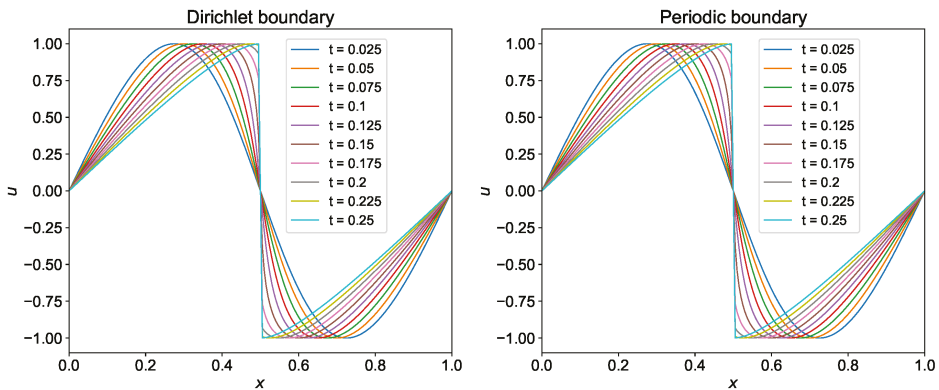 Dirichlet boundary
1.00
0.75
0.50
0.25
0.00
−0.25
−0.50
−0.75
−1.00
u
t = 0.025
t = 0.05
t = 0.075
t = 0.1
t = 0.125
t = 0.15
t = 0.175
t = 0.2
t = 0.225
t = 0.25
0.0 0.2 0.4 0.6 0.8 1.0
x
Periodic boundary
1.00
0.75
0.50
0.25
0.00
−0.25
−0.50
−0.75
−1.00
u
t = 0.025
t = 0.05
t = 0.075
t = 0.1
t = 0.125
t = 0.15
t = 0.175
t = 0.2
t = 0.225
t = 0.25
0.0 0.2 0.4 0.6 0.8 1.0
x